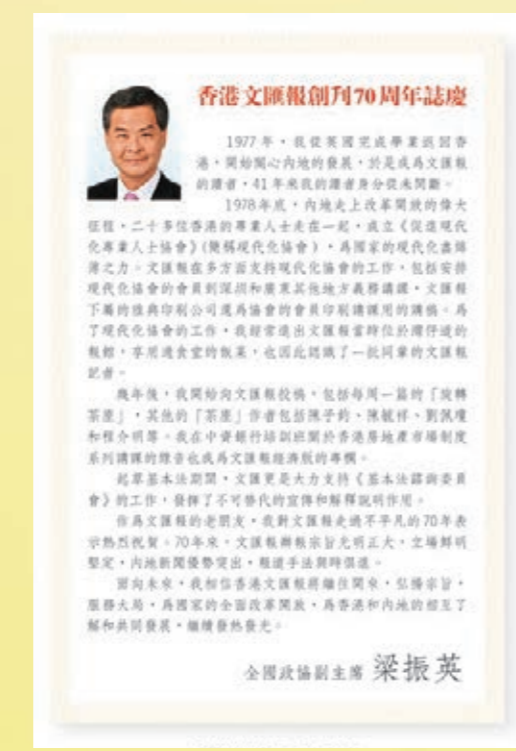 香港文匯報創刊70周年誌慶
1977年，我從英國完成學業返回香
港，開始關心內地的發展，於是成為文匯報
的讀者，41年來我的讀者身分從未間斷。
1978年底，內地走上改革開放的偉大
征程，二十多位香港的專業人士走在一起，成立《促進現代
化專業人士協會》(簡稱現代化協會)，為國家的現代化盡綿
薄之力。文匯報在多方面支持現代化協會的工作，包括安排
現代化協會的會員到深圳和廣東其他地方義務講課，文匯報
下屬的雅典印刷公司還為協會的會員印刷講課用的講稿。為
了現代化協會的工作，我經常進出文匯報當時位於灣仔道的
報館，享用過食堂的飯菜，也因此認識了一批同輩的文匯報
記者。
幾年後，我開始向文匯報投稿，包括每周一篇的「旋轉
茶座」，其他的「茶座」作者包括陳子鈞、陳毓祥、劉佩瓊
和程介明等。我在中資銀行培訓班關於香港房地產市場制度
系列講課的錄音也成為文匯報經濟版的專欄。
起草基本法期間，文匯更是大力支持《基本法諮詢委員
會》的工作，發揮了不可替代的宣傳和解釋說明作用。
作為文匯報的老朋友，我對文匯報走過不平凡的70年表
示熱烈祝賀。70年來，文匯報辦報宗旨光明正大，立場鮮明
堅定，內地新聞優勢突出，報道手法與時俱進。
面向未來，我相信香港文匯報將繼往開來，弘揚宗旨，
服務大局，為國家的全面改革開放，為香港和內地的相互了
解和共同發展，繼續發熱發光。
全國政協副主席 梁振英